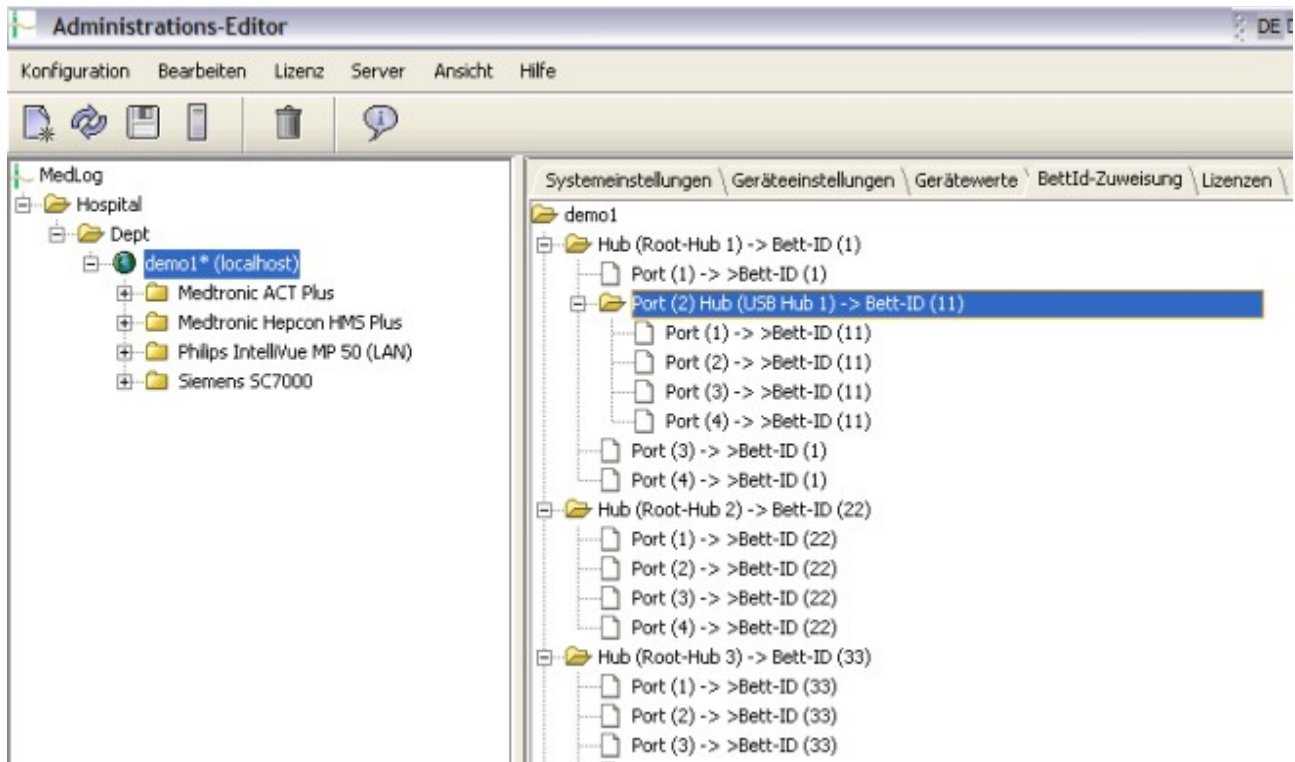 Administrations-Editor
DE
Konfiguration Bearbeiten Lizenz Server Ansicht Hilfe
MedLog
Hospital
Dept
demo1* (localhost)
Medtronic ACT Plus
Medtronic Hepcon HMS Plus
Philips IntelliVue MP 50 (LAN)
Siemens SC7000
Systemeinstellungen \ Geräteeinstellungen \ Gerätewerte \ BettId-Zuweisung \ Lizenzen \
demo1
Hub (Root-Hub 1) -> Bett-ID (1)
Port (1) -> >Bett-ID (1)
Port (2) Hub (USB Hub 1) -> Bett-ID (11)
Port (1) -> >Bett-ID (11)
Port (2) -> >Bett-ID (11)
Port (3) -> >Bett-ID (11)
Port (4) -> >Bett-ID (11)
Port (3) -> >Bett-ID (1)
Port (4) -> >Bett-ID (1)
Hub (Root-Hub 2) -> Bett-ID (22)
Port (1) -> >Bett-ID (22)
Port (2) -> >Bett-ID (22)
Port (3) -> >Bett-ID (22)
Port (4) -> >Bett-ID (22)
Hub (Root-Hub 3) -> Bett-ID (33)
Port (1) -> >Bett-ID (33)
Port (2) -> >Bett-ID (33)
Port (3) -> >Bett-ID (33)